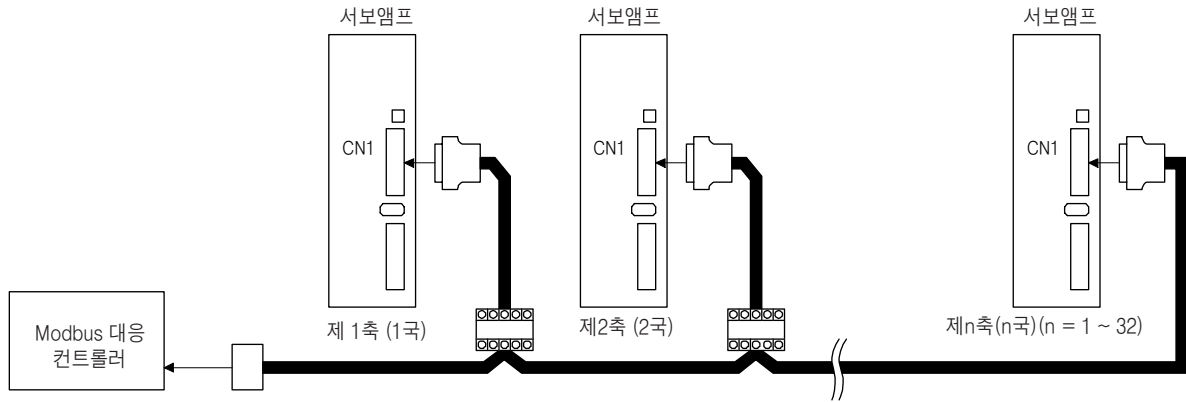 서보앰프
서보앰프
서보앰프
CN1
CN1
CN1
제 1축 (1국)
제2축 (2국)
제n축(n국)(n = 1 ~ 32)
Modbus 대응
컨트롤러